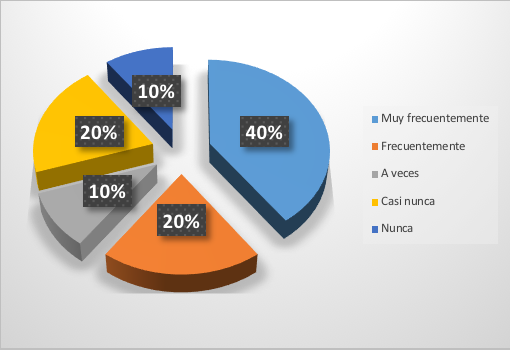 10%
40%
20%
10%
20%
Muy frecuentemente
Frecuentemente
A veces
Casi nunca
Nunca